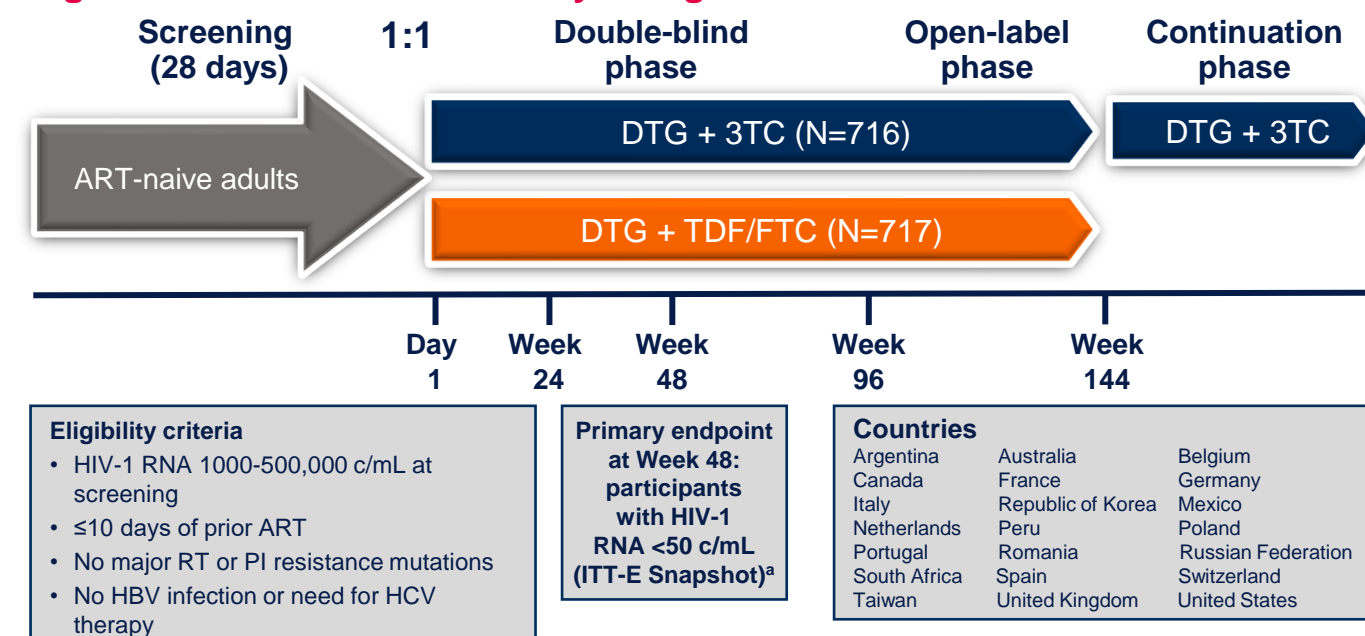 Screening
(28 days)
1:1
Double-blind
phase
Open-label
phase
Continuation
phase
ART-naive adults
DTG + 3TC (N=716)
DTG + 3TC
DTG + TDF/FTC (N=717)
Day
1
Week
24
Week
48
Week
96
Week
144
Eligibility criteria
• HIV-1 RNA 1000-500,000 c/mL at
screening
• ≤10 days of prior ART
• No major RT or PI resistance mutations
• No HBV infection or need for HCV
therapy
Primary endpoint
at Week 48:
participants
with HIV-1
RNA <50 c/mL
(ITT-E Snapshot)ᵃ
Countries
Argentina Australia Belgium
Canada France Germany
Italy Republic of Korea Mexico
Netherlands Peru Poland
Portugal Romania Russian Federation
South Africa Spain Switzerland
Taiwan United Kingdom United States